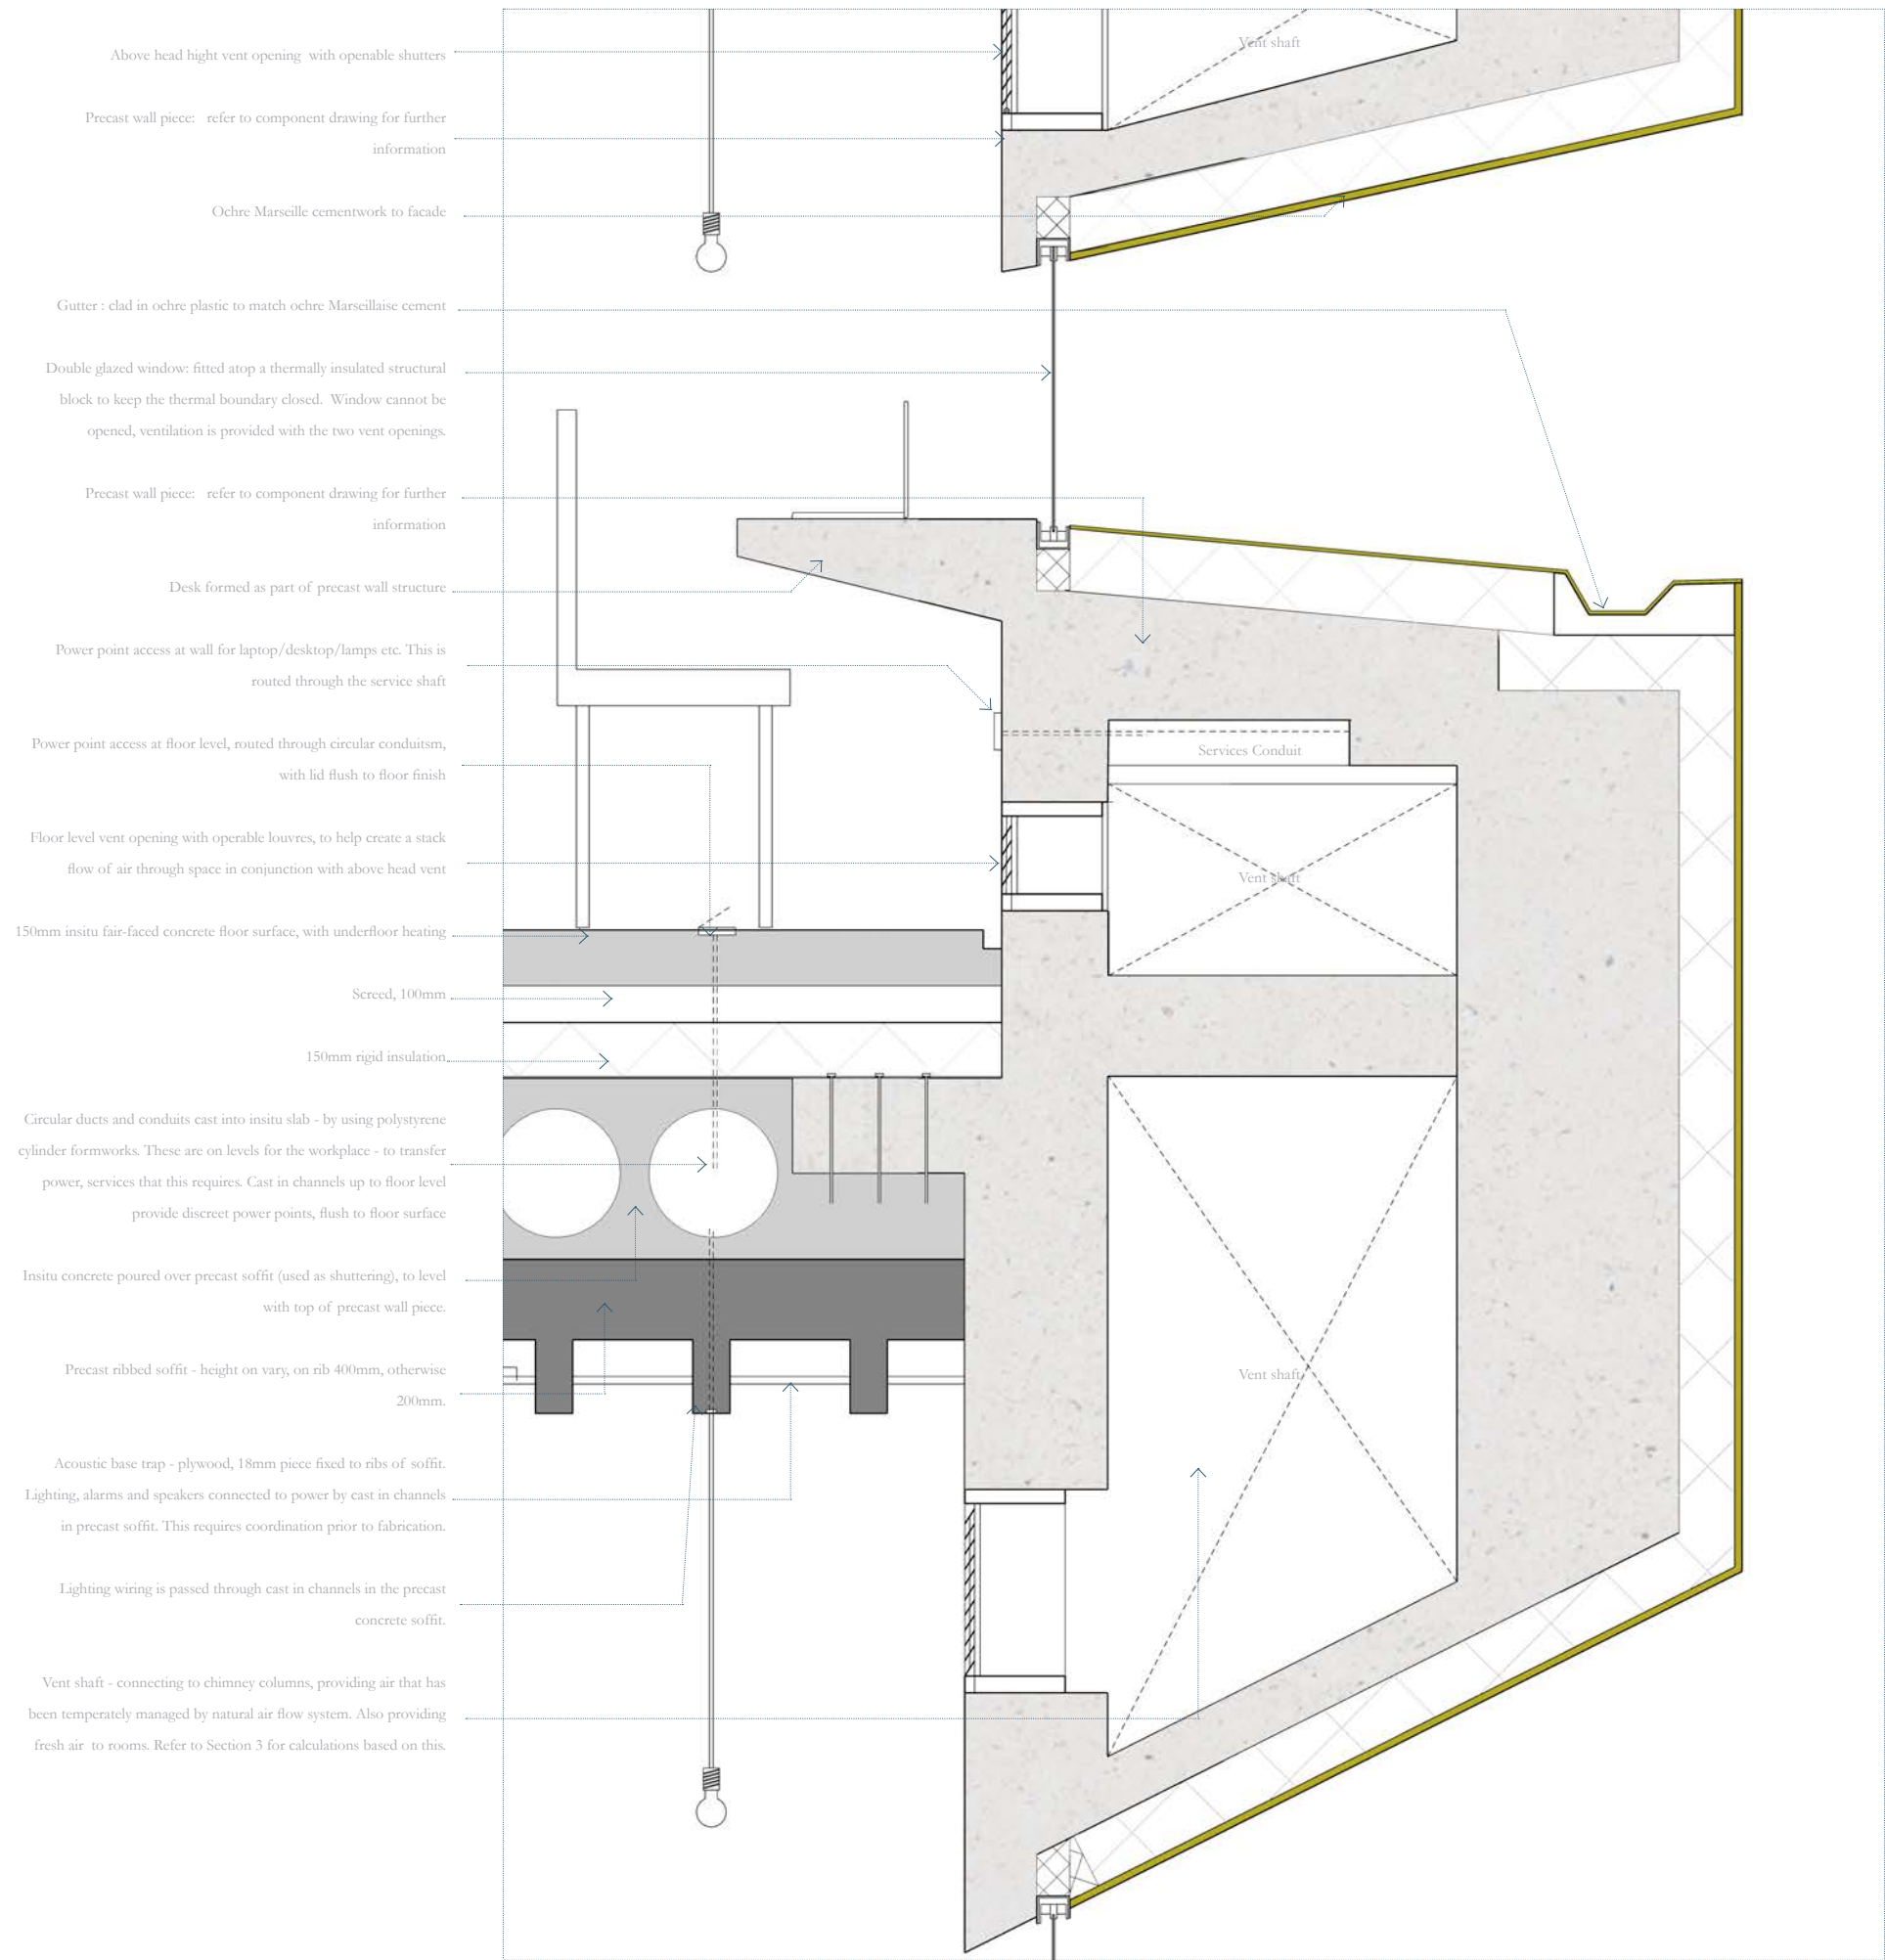 Above head hight vent opening  with openable shutters
Precast wall piece:   refer to component drawing for further
information
Ochre Marseille cementwork to facade
Gutter : clad in ochre plastic to match ochre Marseillaise cement
Double glazed window: fitted atop a thermally insulated structural
block to keep the thermal boundary closed.  Window cannot be
opened, ventilation is provided with the two vent openings.
Precast wall piece:   refer to component drawing for further
information
Desk formed as part of precast wall structure
Power point access at wall for laptop/desktop/lamps etc. This is
routed through the service shaft
Power point access at floor level, routed through circular conduitsm,
with lid flush to floor finish
Floor level vent opening with operable louvres, to help create a stack
flow of air through space in conjunction with above head vent
150mm insitu fair-faced concrete floor surface, with underfloor heating
Screed, 100mm
150mm rigid insulation
Circular ducts and conduits cast into insitu slab - by using polystyrene
cylinder formworks. These are on levels for the workplace - to transfer
power, services that this requires. Cast in channels up to floor level
provide discreet power points, flush to floor surface
Insitu concrete poured over precast soffit (used as shuttering), to level
with top of precast wall piece.
Precast ribbed soffit - height on vary, on rib 400mm, otherwise
200mm.
Acoustic base trap - plywood, 18mm piece fixed to ribs of soffit.
Lighting, alarms and speakers connected to power by cast in channels
in precast soffit. This requires coordination prior to fabrication.
Lighting wiring is passed through cast in channels in the precast
concrete soffit.
Vent shaft - connecting to chimney columns, providing air that has
been temperately managed by natural air flow system. Also providing
fresh air  to rooms. Refer to Section 3 for calculations based on this.
Vent shaft
Services Conduit
Vent shaft
Vent shaft